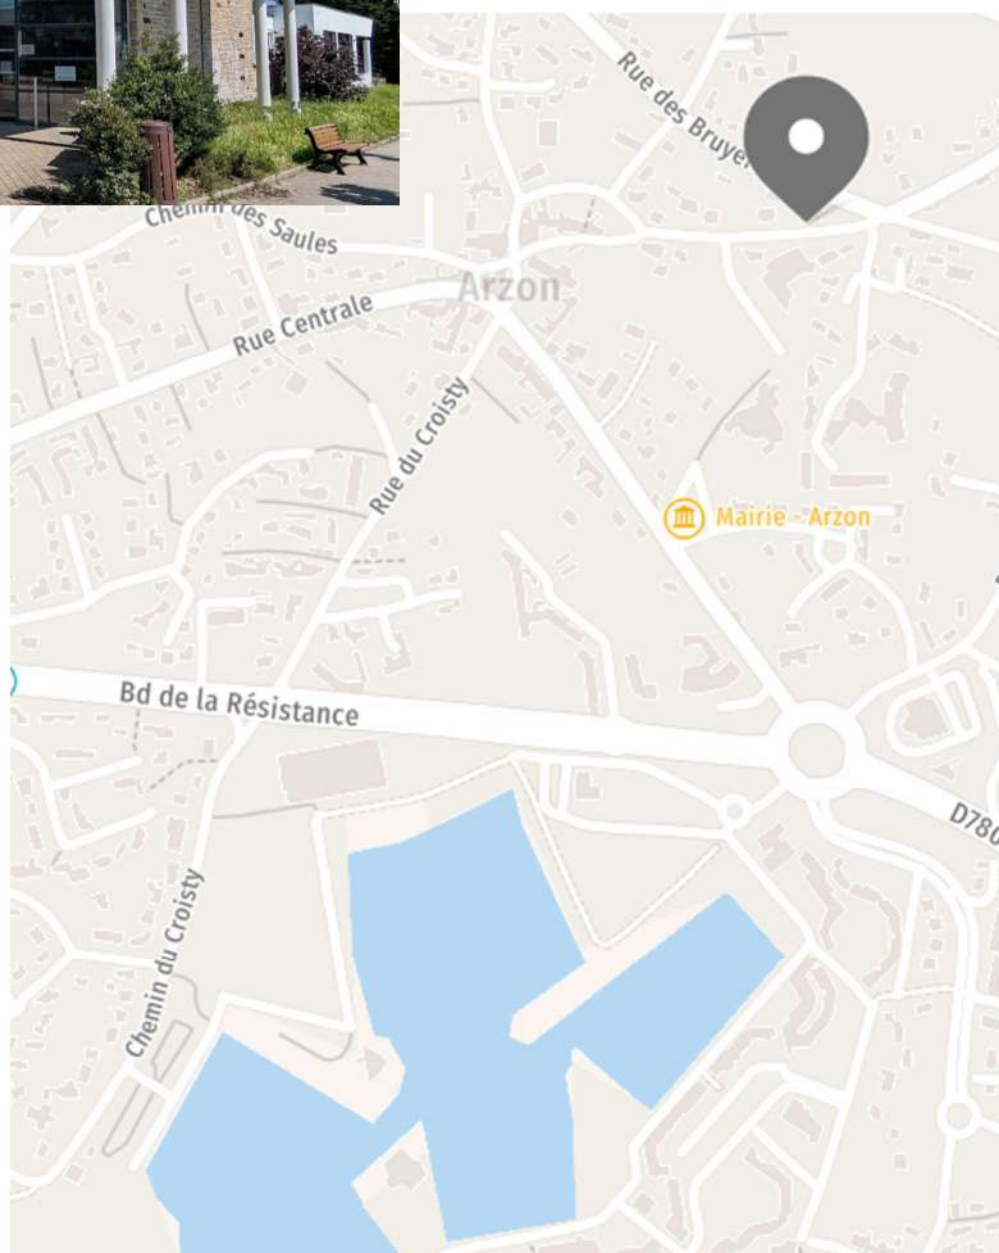 Rue des Bruyè
Chemin des Saules
Arzon
Rue Centrale
Rue du Croisty
Mairie - Arzon
Bd de la Résistance
D780
Chemin du Croisty